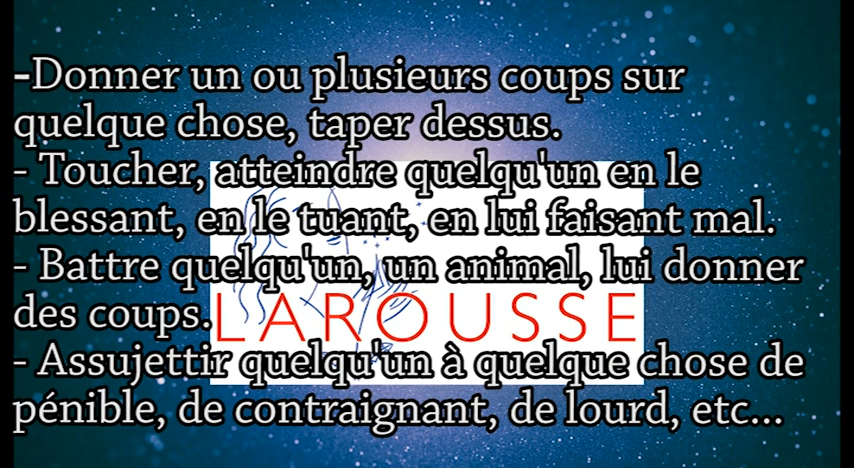 -Donner un ou plusieurs coups sur
quelque chose, taper dessus.
- Toucher, atteindre quelqu'un en le
blessant, en le tuant, en lui faisant mal.
- Battre quelqu'un, un animal, lui donner
des coups.
LAROUSSE
- Assujettir quelqu'un à quelque chose de
pénible, de contraignant, de lourd, etc...